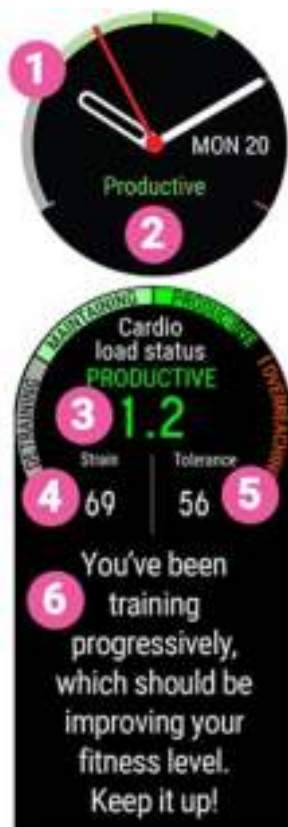 1
MON 20
Productive
2
DETRAINING
MAINTAINING
PRODUCTIVE
OVERREACHING
Cardio
load status
PRODUCTIVE
3
1.2
Strain
Tolerance
4
69
56
5
You've been
6
training
progressively,
which should be
improving your
fitness level.
Keep it up!